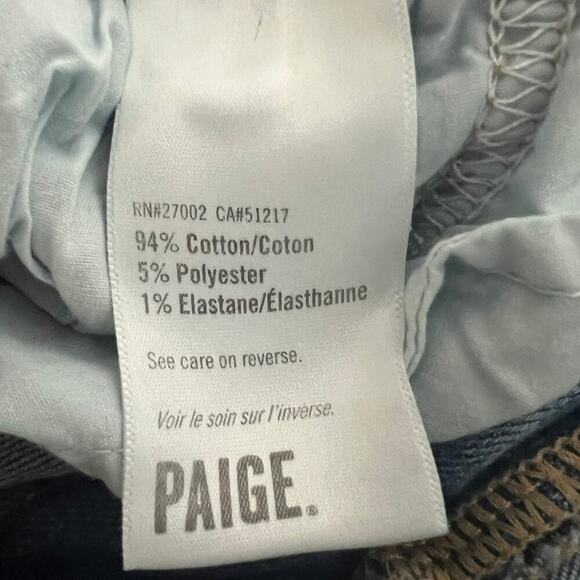 RN#27002 CA#51217
94% Cotton/Coton
5% Polyester
1% Elastane/Élasthanne
See care on reverse.
Voir le soin sur l'inverse.
PAIGE®